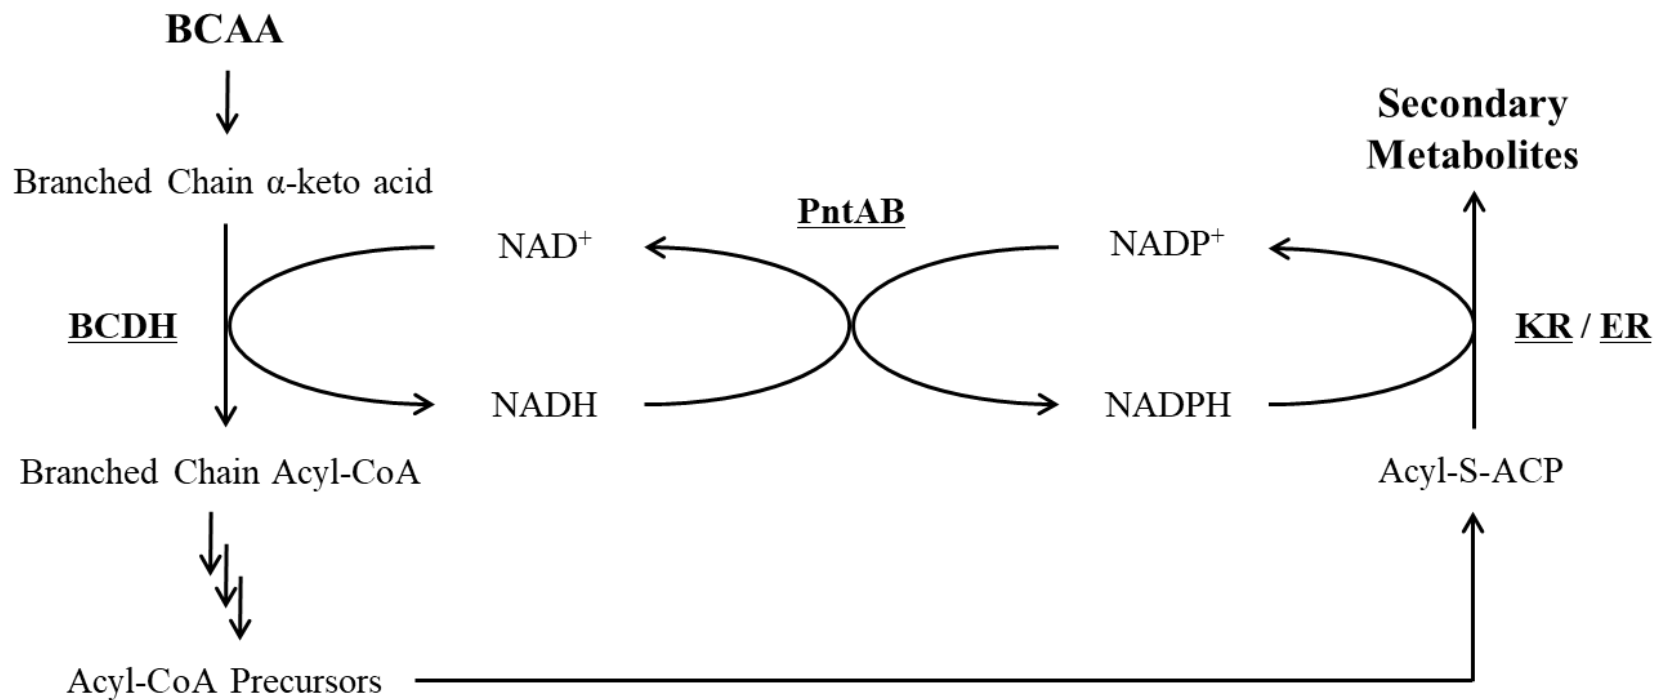 BCAA
Branched Chain α-keto acid
BCDH
Branched Chain Acyl-CoA
Acyl-CoA Precursors
NAD⁺
NADH
PntAB
NADP⁺
NADPH
Secondary
Metabolites
KR / ER
Acyl-S-ACP